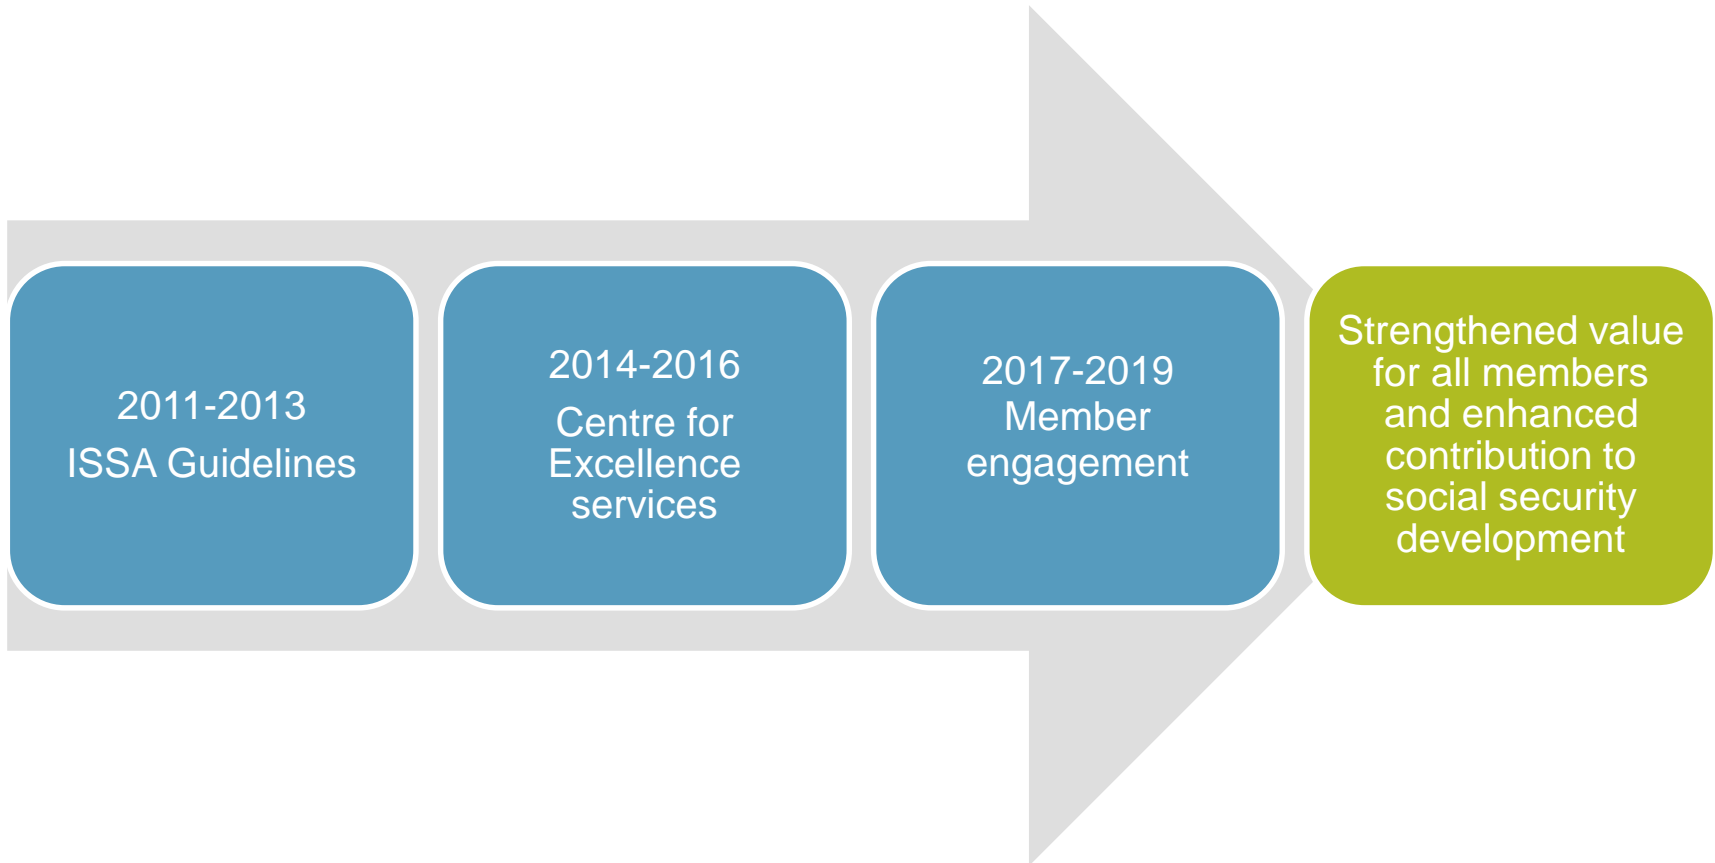 2011-2013
ISSA Guidelines
2014-2016
Centre for
Excellence
services
2017-2019
Member
engagement
Strengthened value
for all members
and enhanced
contribution to
social security
development